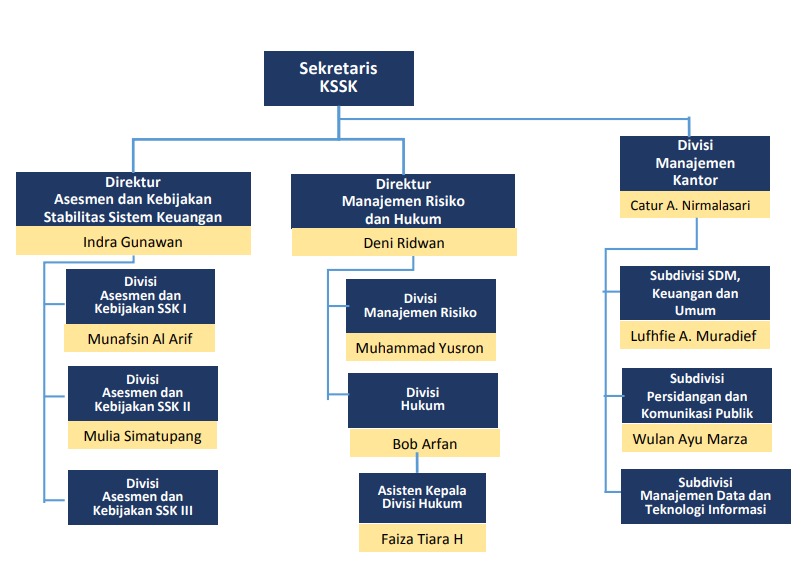 Sekretaris
KSSK
Direktur
Asesmen dan Kebijakan
Stabilitas Sistem Keuangan
Indra Gunawan
Divisi
Asesmen dan
Kebijakan SSK I
Munafsin Al Arif
Divisi
Asesmen dan
Kebijakan SSK II
Mulia Simatupang
Divisi
Asesmen dan
Kebijakan SSK III
Direktur
Manajemen Risiko
dan Hukum
Deni Ridwan
Divisi
Manajemen Risiko
Muhammad Yusron
Divisi
Hukum
Bob Arfan
Asisten Kepala
Divisi Hukum
Faiza Tiara H
Divisi
Manajemen
Kantor
Catur A. Nirmalasari
Subdivisi SDM,
Keuangan dan
Umum
Lufhfie A. Muradief
Subdivisi
Persidangan dan
Komunikasi Publik
Wulan Ayu Marza
Subdivisi
Manajemen Data dan
Teknologi Informasi